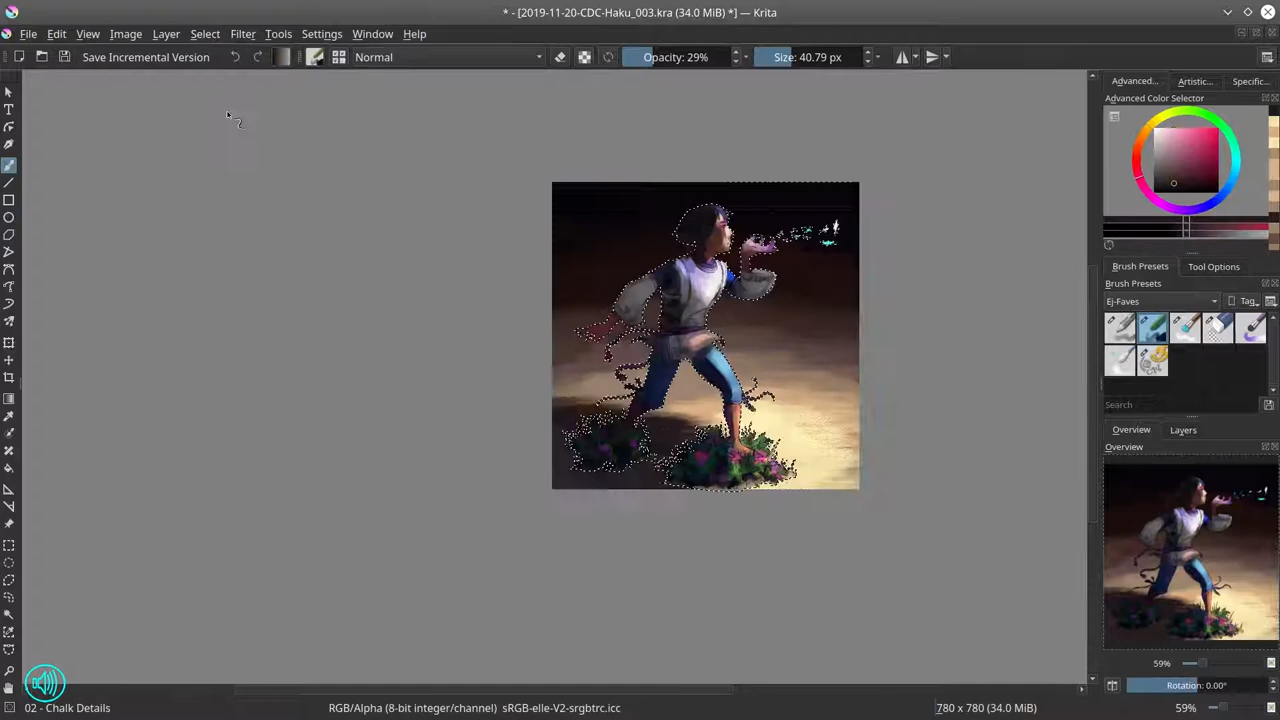 * - [2019-11-20-CDC-Haku_003.kra (34.0 MiB) *] — Krita
File Edit View Image Layer Select Filter Tools Settings Window Help
Save Incremental Version Normal Opacity: 29% Size: 40.79 px
Advanced... Artistic... Specific...
Advanced Color Selector
Brush Presets Tool Options
Brush Presets
Ej-Faves Tag
Search
Overview Layers
Overview
59%
Rotation: 0.00°
02 - Chalk Details RGB/Alpha (8-bit integer/channel) sRGB-elle-V2-srgbtrc.icc 780 x 780 (34.0 MiB) 59%